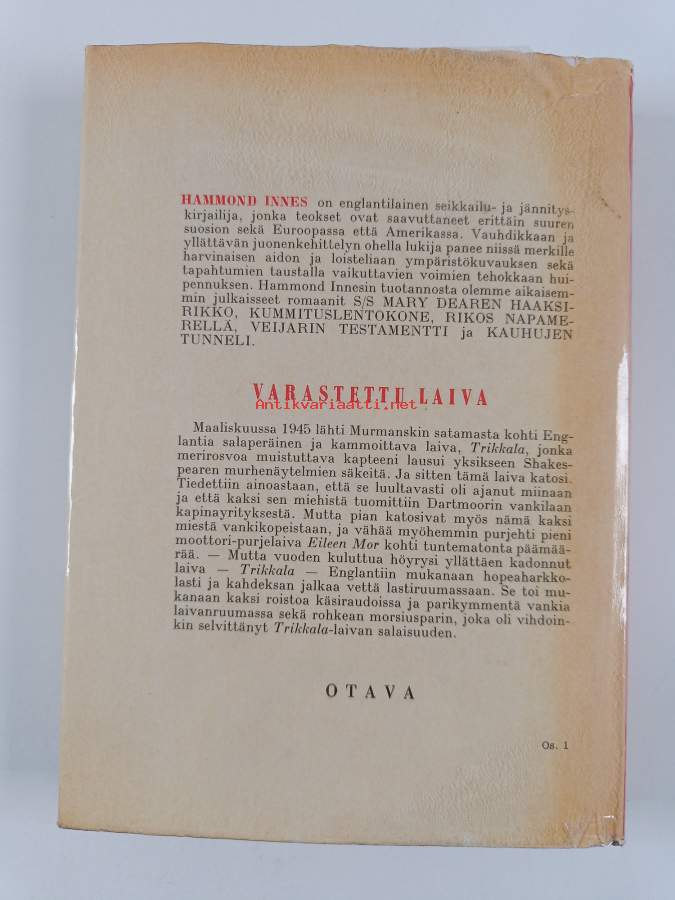 HAMMOND INNES on englantilainen seikkailu- ja jännitys-
kirjailija, jonka teokset ovat saavuttaneet erittäin suuren
suosion sekä Euroopassa että Amerikassa. Vauhdikkaan ja
yllättävän juonenkehittelyn ohella lukija panee niissä merkille
harvinaisen aidon ja loisteliaan ympäristökuvauksen sekä
tapahtumien taustalla vaikuttavien voimien tehokkaan hui-
pennuksen. Hammond Innesin tuotannosta olemme aikaisem-
min julkaisseet romaanit S/S MARY DEAREN HAAKSI-
RIKKO, KUMMITUSLENTOKONE, RIKOS NAPAME-
RELLÄ, VEIJARIN TESTAMENTTI ja KAUHUJEN
TUNNELI.
VARASTETTU LAIVA
Antikvariaatti.net
Maaliskuussa 1945 lähti Murmanskin satamasta kohti Eng-
lantia salaperäinen ja kammoittava laiva, Trikkala, jonka
merirosvoa muistuttava kapteeni lausui yksikseen Shakes-
pearen murhenäytelmien säkeitä. Ja sitten tämä laiva katosi.
Tiedettiin ainoastaan, että se luultavasti oli ajanut miinaan
ja että kaksi sen miehistä tuomittiin Dartmoorin vankilaan
kapinayrityksestä. Mutta pian katosivat myös nämä kaksi
miestä vankikopeistaan, ja vähää myöhemmin purjehti pieni
moottori-purjelaiva Eileen Mor kohti tuntematonta päämää-
rää. — Mutta vuoden kuluttua höyrysi yllättäen kadonnut
laiva — Trikkala — Englantiin mukanaan hopeaharkko-
lasti ja kahdeksan jalkaa vettä lastiruumassaan. Se toi mu-
kanaan kaksi roistoa käsiraudoissa ja parikymmentä vankia
laivanruumassa sekä rohkean morsiusparin, joka oli vihdoin-
kin selvittänyt Trikkala-laivan salaisuuden.
OTAVA
Os. 1